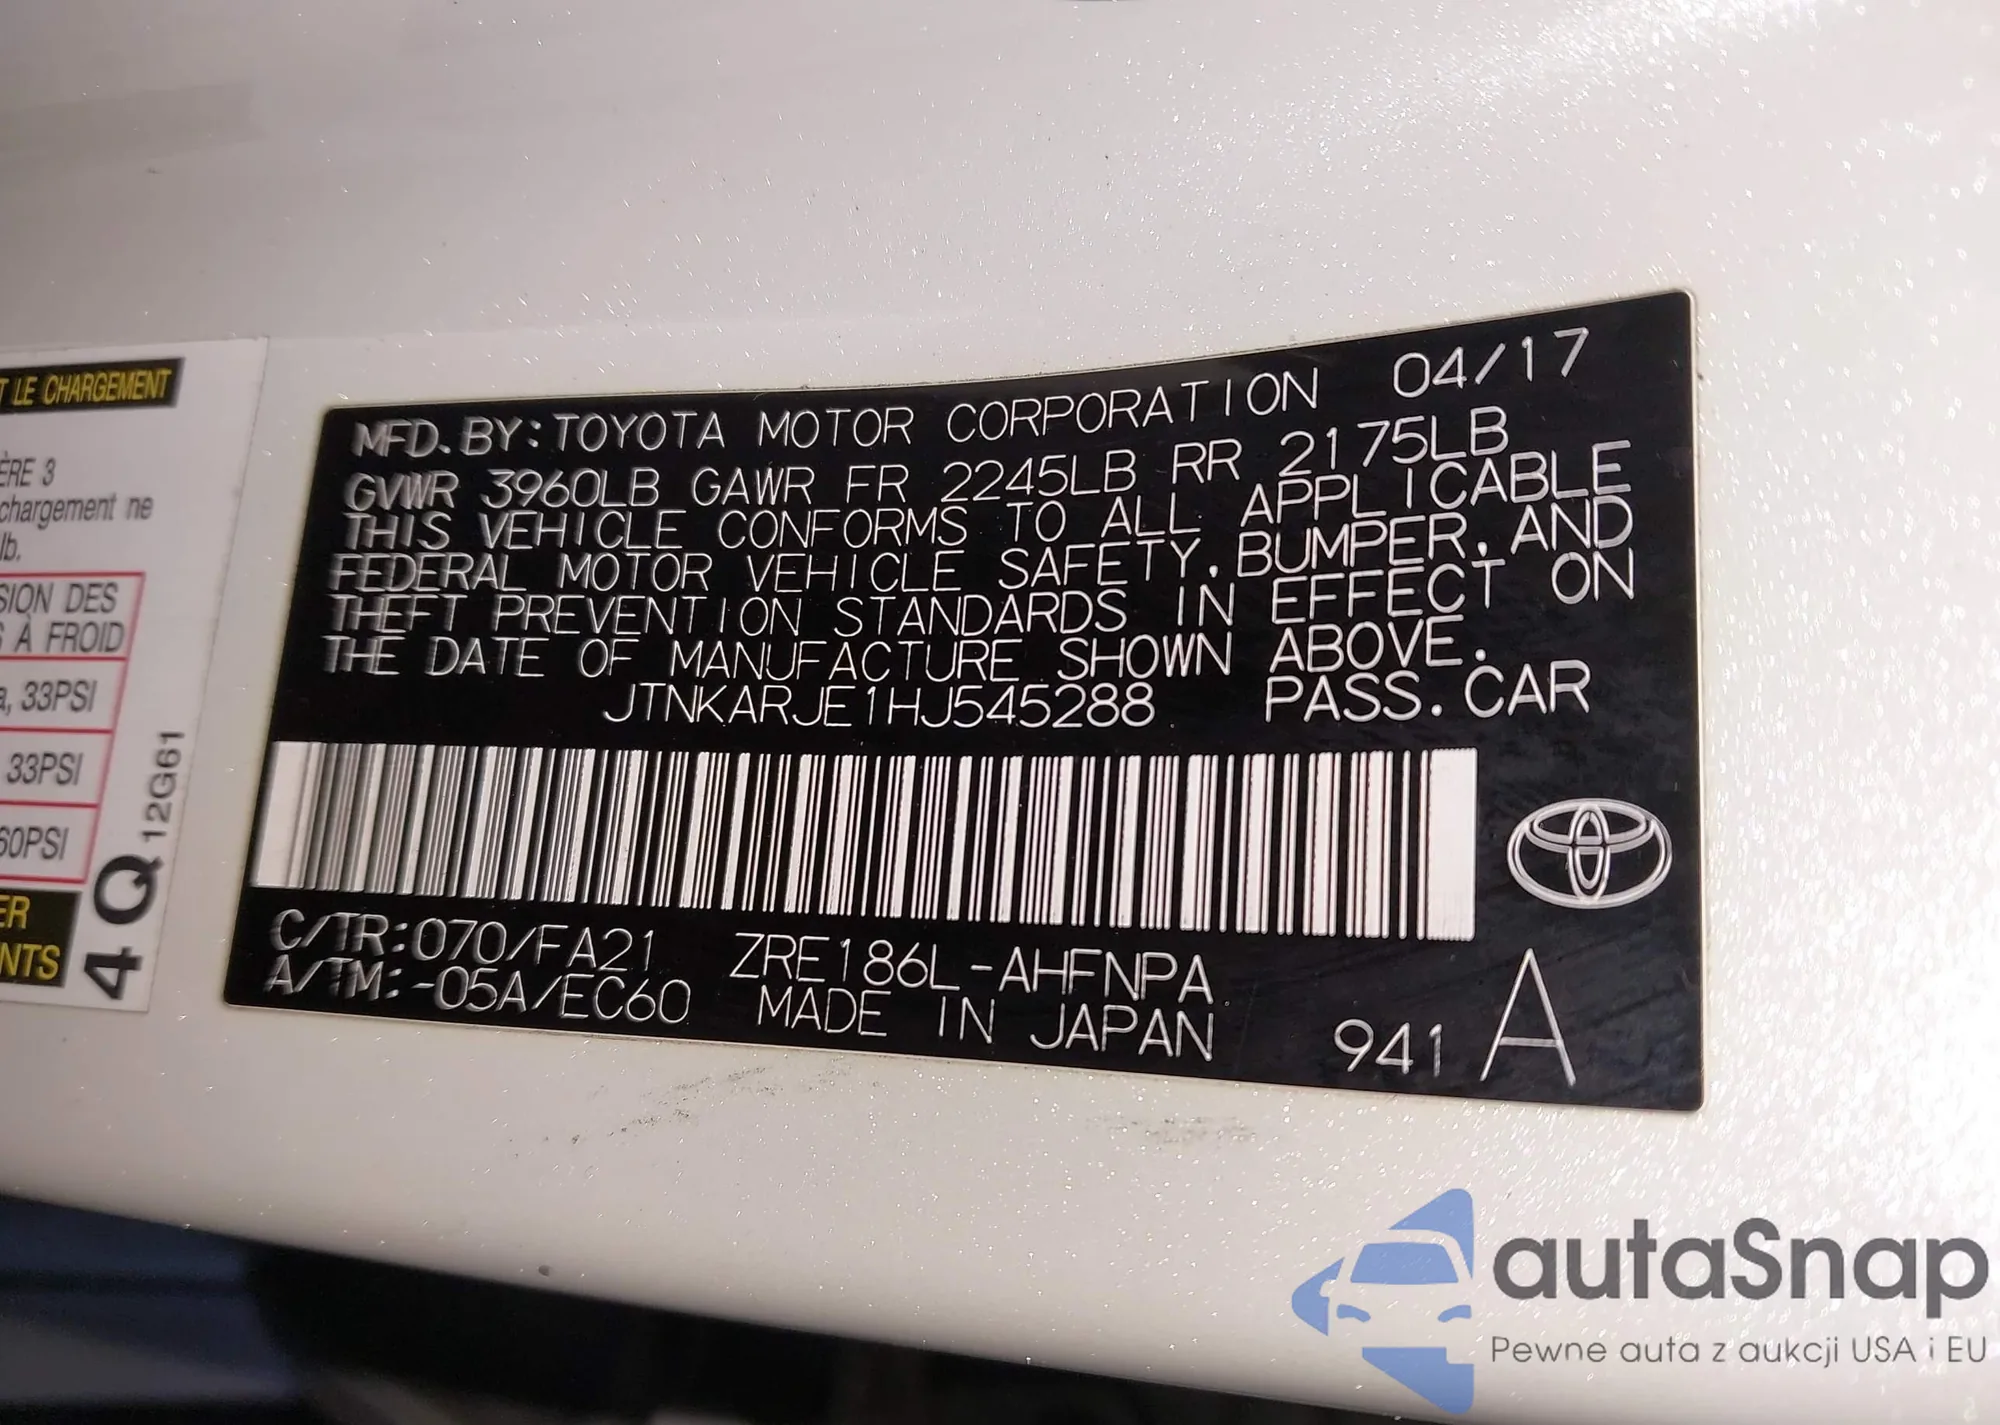 T LE CHARGEMENT
ÈRE 3
chargement ne
lb.
SION DES
S À FROID
a, 33PSI
33PSI
60PSI
ER
NTS
4Q 12G61
MFD.BY:TOYOTA MOTOR CORPORATION 04/17
GVWR 3960LB GAWR FR 2245LB RR 2175LB
THIS VEHICLE CONFORMS TO ALL APPLICABLE
FEDERAL MOTOR VEHICLE SAFETY, BUMPER, AND
THEFT PREVENTION STANDARDS IN EFFECT ON
THE DATE OF MANUFACTURE SHOWN ABOVE.
JTNKARJE1HJ545288 PASS.CAR
C/TR:070/FA21 ZRE186L-AHFNPA
A/TM:-05A/EC60 MADE IN JAPAN 941 A
autaSnap
Pewne auta z aukcji USA i EU